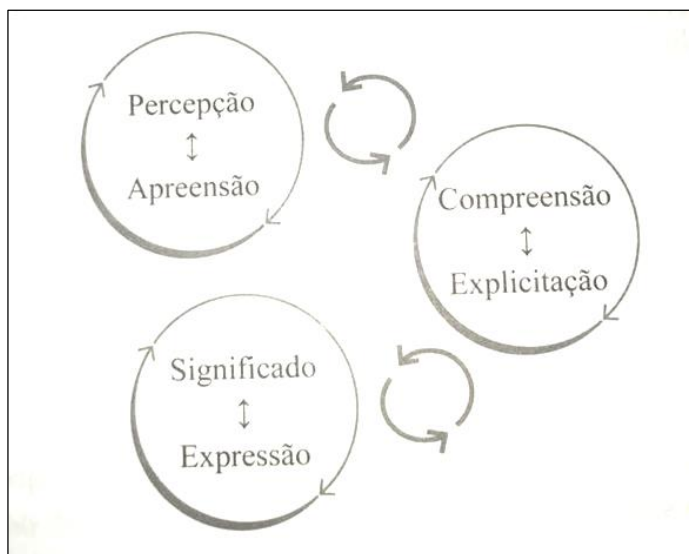 Percepção
↕
Apreensão
Compreensão
↕
Explicitação
Significado
↕
Expressão